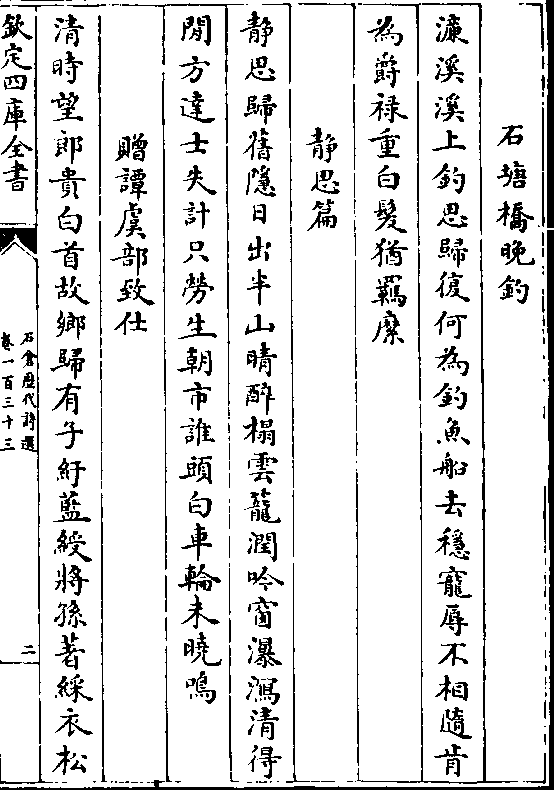 石塘橋晚釣
濂溪溪上釣思歸復何為釣魚船去穩寵辱不相隨肯
為爵禄重白髮猶羈縻
静思篇
静思歸舊隱日出半山晴醉榻雲籠潤吟窗瀑瀉清得
閒方達士失計只勞生朝市誰頭白車輪未曉鳴
贈譚虞部致仕
清時望郎貴白首故鄉歸有子紆藍綬將孫著綵衣松
欽定四庫全書
石倉歷代詩選
卷一百三十三
二